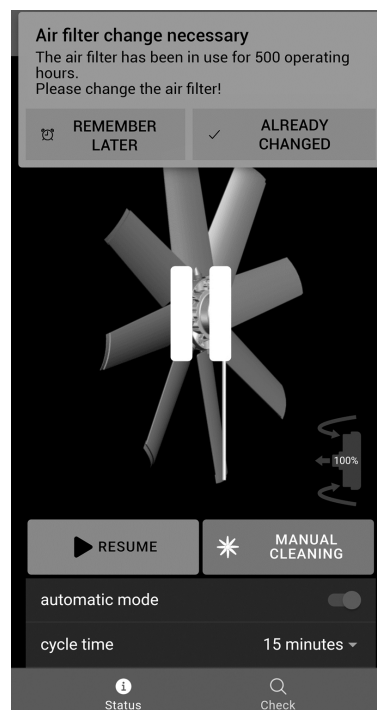 Air filter change necessary
The air filter has been in use for 500 operating
hours.
Please change the air filter!
REMEMBER
LATER
ALREADY
CHANGED
100%
RESUME
MANUAL
CLEANING
automatic mode
cycle time
15 minutes
Status
Check